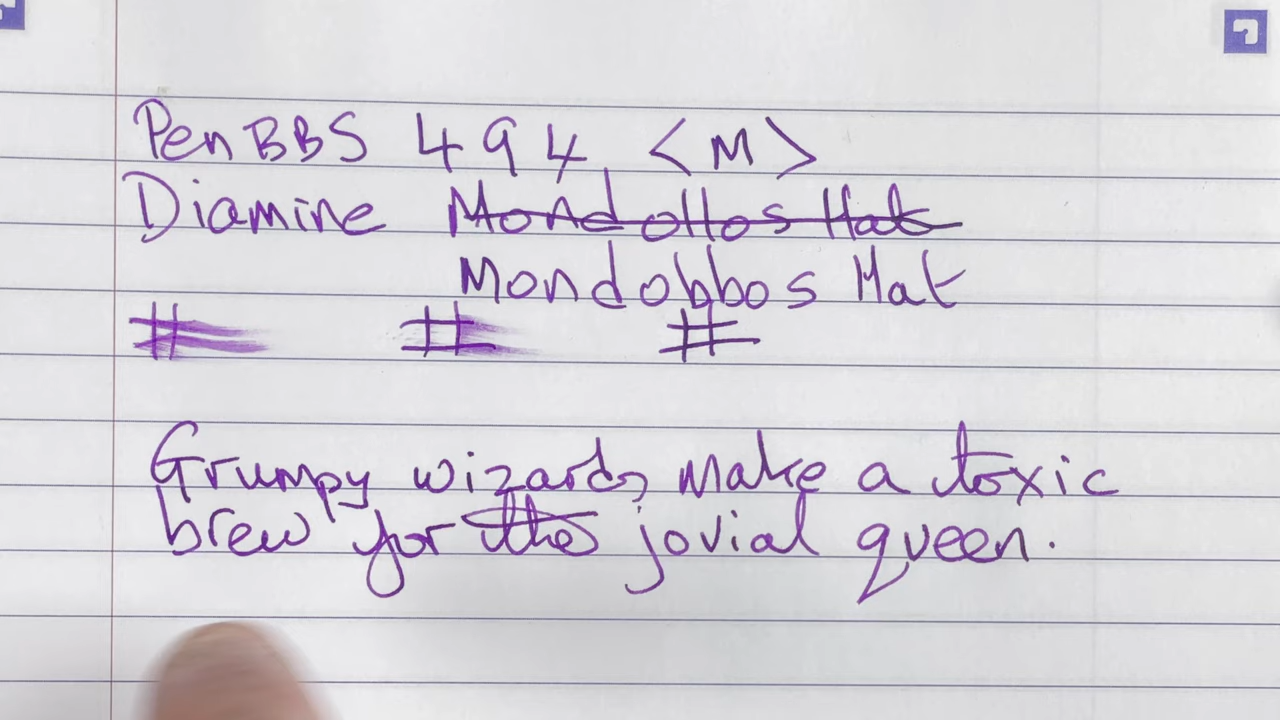 PenBBS 494 <M>
Diamine Mondollos Hat
Mondobbos Hat
# # #
Grumpy wizards make a toxic
brew for the jovial queen.